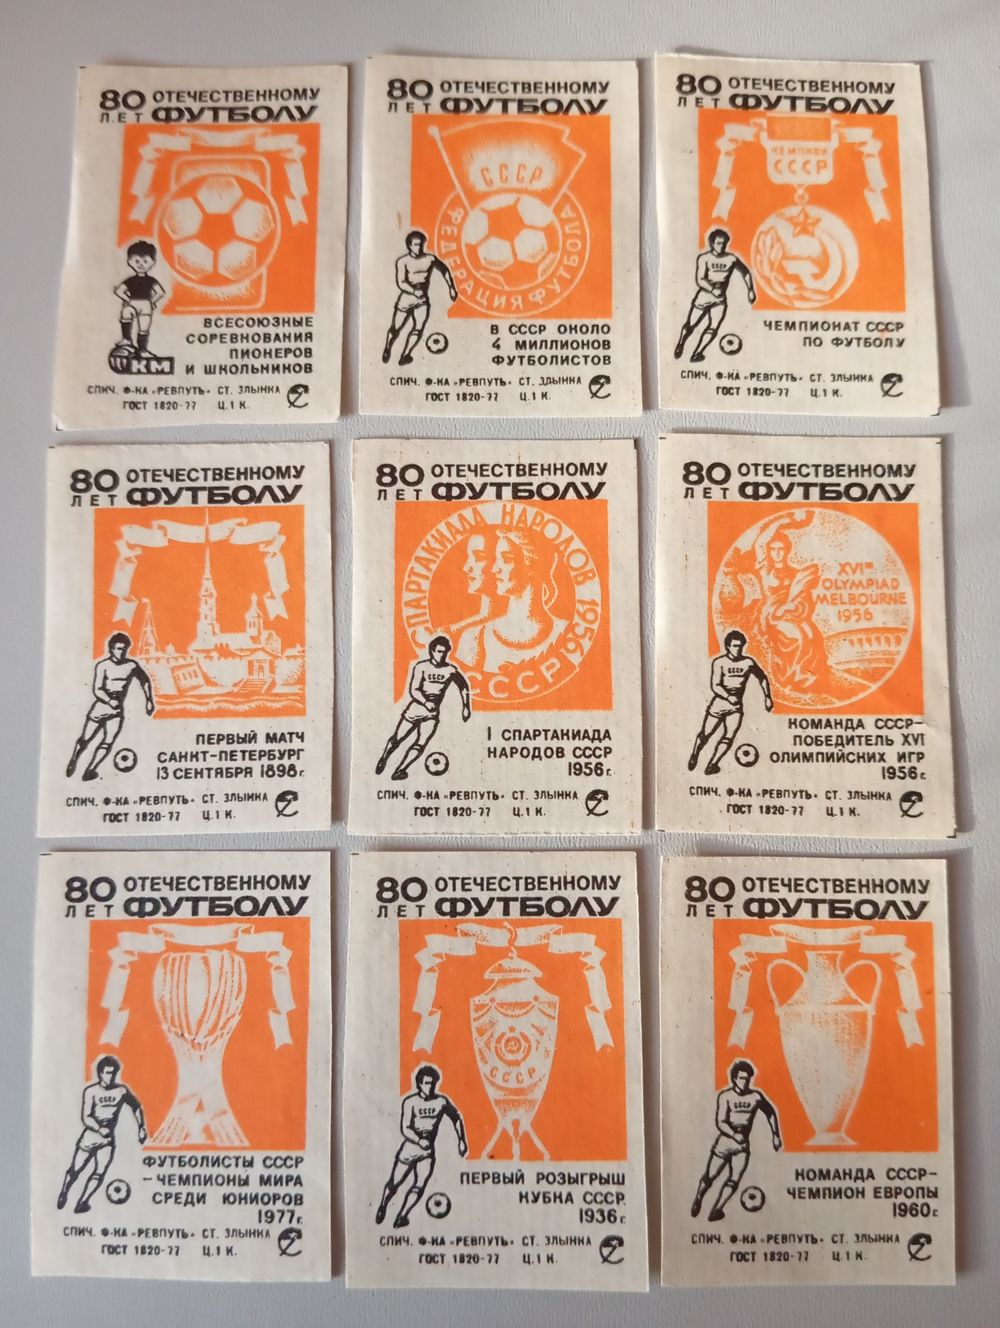 80 ЛЕТ ОТЕЧЕСТВЕННОМУ
ФУТБОЛУ
КМ
ВСЕСОЮЗНЫЕ
СОРЕВНОВАНИЯ
ПИОНЕРОВ
И ШКОЛЬНИКОВ
СПИЧ. Ф-КА «РЕВПУТЬ» СТ. ЗЛЫНКА
ГОСТ 1820-77 Ц.1 К.
80 ЛЕТ ОТЕЧЕСТВЕННОМУ
ФУТБОЛУ
СССР
ФЕДЕРАЦИЯ ФУТБОЛА
В СССР ОКОЛО
4 МИЛЛИОНОВ
ФУТБОЛИСТОВ
СПИЧ. Ф-КА «РЕВПУТЬ» СТ. ЗЛЫНКА
ГОСТ 1820-77 Ц.1 К.
80 ЛЕТ ОТЕЧЕСТВЕННОМУ
ФУТБОЛУ
ЧЕМПИОН
СССР
СССР
ЧЕМПИОНАТ СССР
ПО ФУТБОЛУ
СПИЧ. Ф-КА «РЕВПУТЬ» СТ. ЗЛЫНКА
ГОСТ 1820-77 Ц.1 К.
80 ЛЕТ ОТЕЧЕСТВЕННОМУ
ФУТБОЛУ
ПЕРВЫЙ МАТЧ
САНКТ-ПЕТЕРБУРГ
13 СЕНТЯБРЯ 1898г.
СПИЧ. Ф-КА «РЕВПУТЬ» СТ. ЗЛЫНКА
ГОСТ 1820-77 Ц.1 К.
80 ЛЕТ ОТЕЧЕСТВЕННОМУ
ФУТБОЛУ
СПАРТАКИАДА НАРОДОВ 1956
СССР
СССР
I СПАРТАКИАДА
НАРОДОВ СССР
1956г.
СПИЧ. Ф-КА «РЕВПУТЬ» СТ. ЗЛЫНКА
ГОСТ 1820-77 Ц.1 К.
80 ЛЕТ ОТЕЧЕСТВЕННОМУ
ФУТБОЛУ
XVITH
OLYMPIAD
MELBOURNE
1956
СССР
КОМАНДА СССР-
ПОБЕДИТЕЛЬ XVI
ОЛИМПИЙСКИХ ИГР
1956г.
СПИЧ. Ф-КА «РЕВПУТЬ» СТ. ЗЛЫНКА
ГОСТ 1820-77 Ц.1 К.
80 ЛЕТ ОТЕЧЕСТВЕННОМУ
ФУТБОЛУ
СССР
ФУТБОЛИСТЫ СССР
-ЧЕМПИОНЫ МИРА
СРЕДИ ЮНИОРОВ
1977г.
СПИЧ. Ф-КА «РЕВПУТЬ» СТ. ЗЛЫНКА
ГОСТ 1820-77 Ц.1 К.
80 ЛЕТ ОТЕЧЕСТВЕННОМУ
ФУТБОЛУ
СССР
СССР
ПЕРВЫЙ РОЗЫГРЫШ
КУБКА СССР.
1936г.
СПИЧ. Ф-КА «РЕВПУТЬ» СТ. ЗЛЫНКА
ГОСТ 1820-77 Ц.1 К.
80 ЛЕТ ОТЕЧЕСТВЕННОМУ
ФУТБОЛУ
СССР
КОМАНДА СССР-
ЧЕМПИОН ЕВРОПЫ
1960г.
СПИЧ. Ф-КА «РЕВПУТЬ» СТ. ЗЛЫНКА
ГОСТ 1820-77 Ц.1 К.